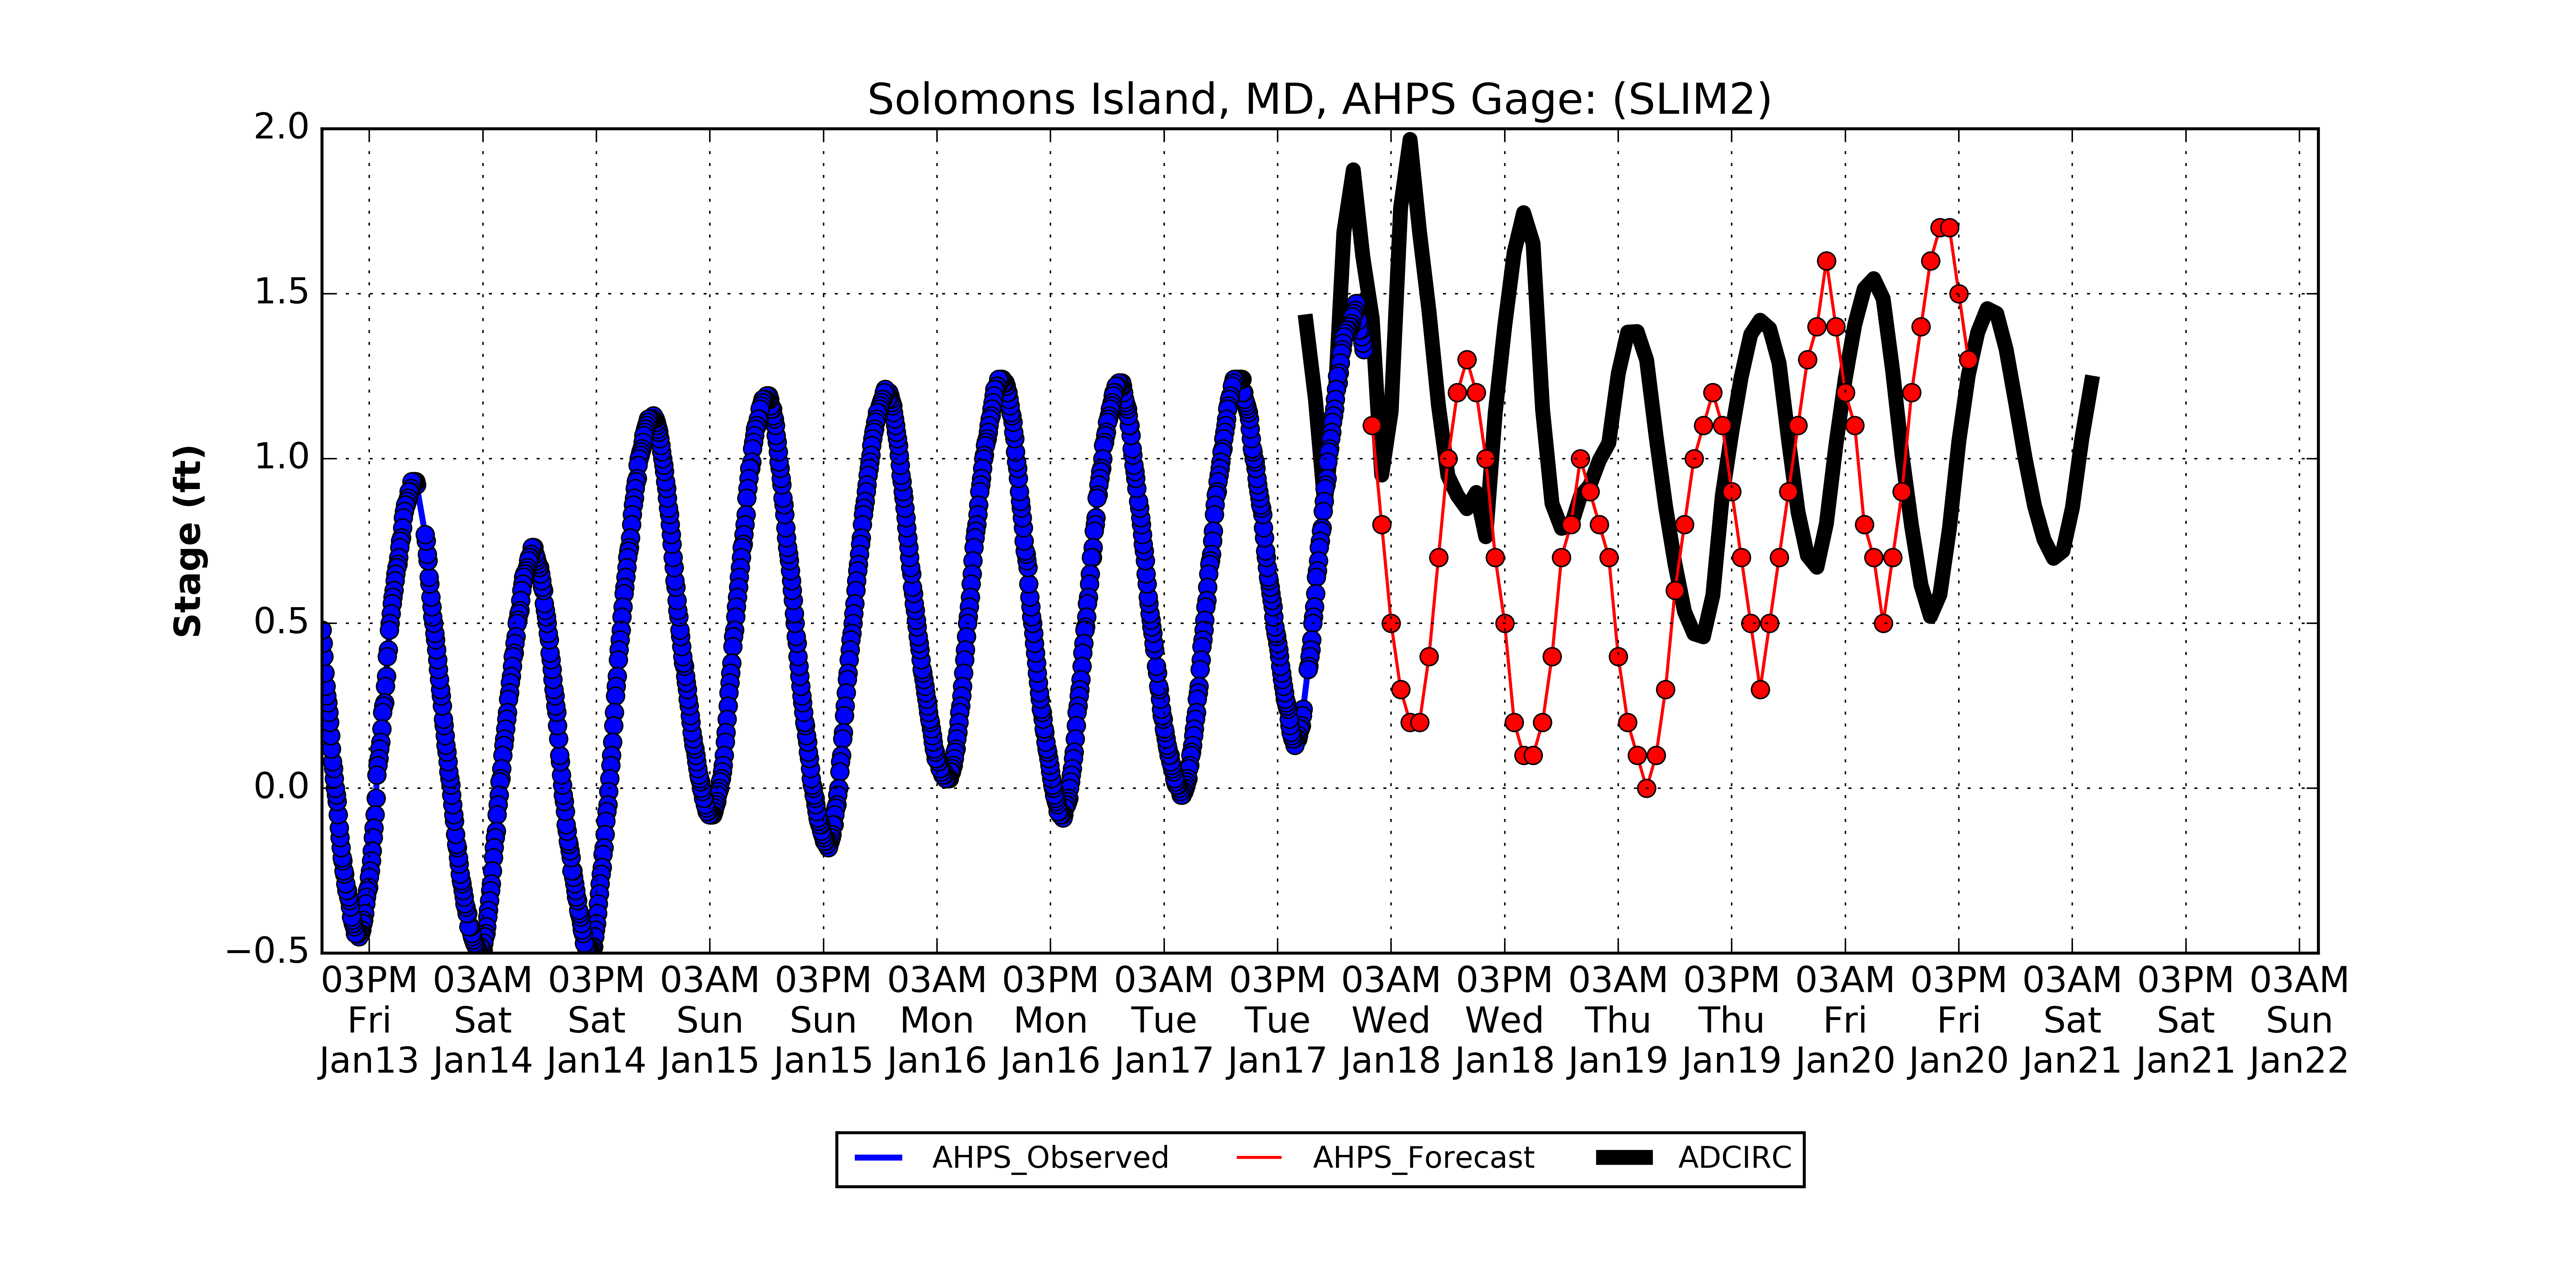 Solomons Island, MD, AHPS Gage: (SLIM2)
2.0
1.5
1.0
0.5
0.0
−0.5
Stage (ft)
03PM 03AM 03PM 03AM 03PM 03AM 03PM 03AM 03PM 03AM 03PM 03AM 03PM 03AM 03PM 03AM 03PM 03AM
Fri Sat Sat Sun Sun Mon Mon Tue Tue Wed Wed Thu Thu Fri Fri Sat Sat Sun
Jan13 Jan14 Jan14 Jan15 Jan15 Jan16 Jan16 Jan17 Jan17 Jan18 Jan18 Jan19 Jan19 Jan20 Jan20 Jan21 Jan21 Jan22
AHPS_Observed AHPS_Forecast ADCIRC